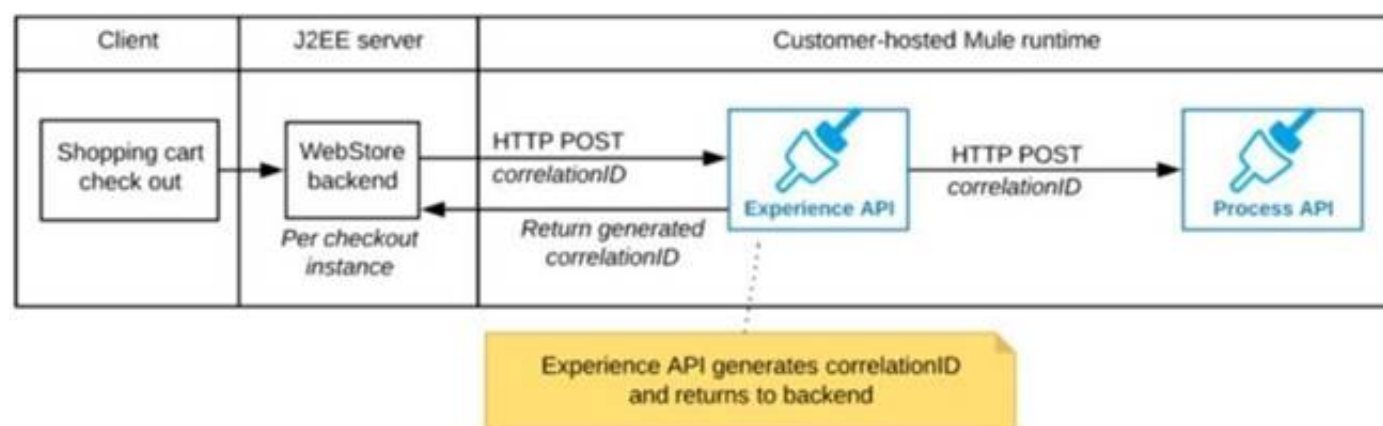 Client
J2EE server
Customer-hosted Mule runtime
Shopping cart
check out
WebStore
backend
Per checkout
instance
HTTP POST
correlationID
Return generated
correlationID
Experience API
HTTP POST
correlationID
Process API
Experience API generates correlationID
and returns to backend